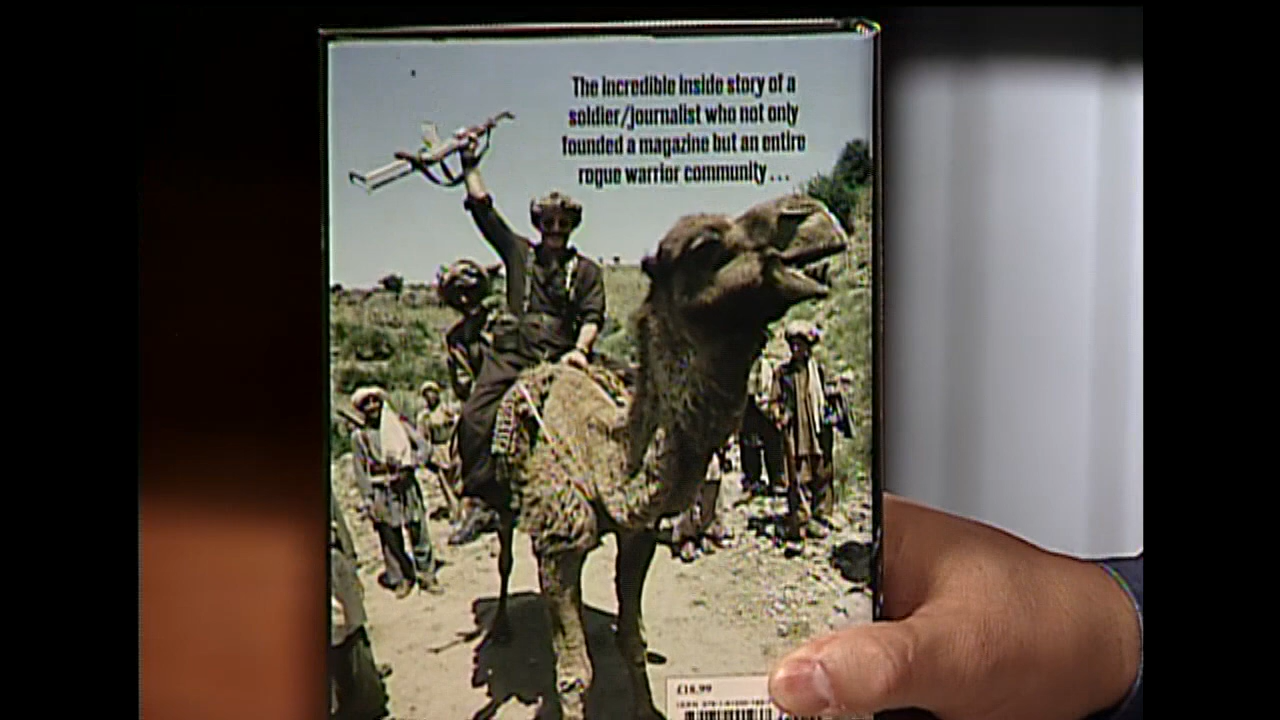 The incredible inside story of a
soldier/journalist who not only
founded a magazine but an entire
rogue warrior community...
£18.99
ISBN